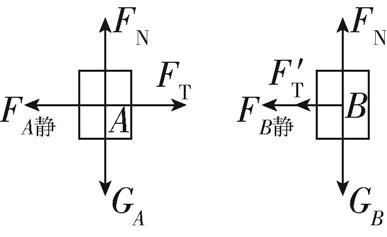 F_N F_N
F_T F'_T
F_A静 A F_B静 B
G_A G_B